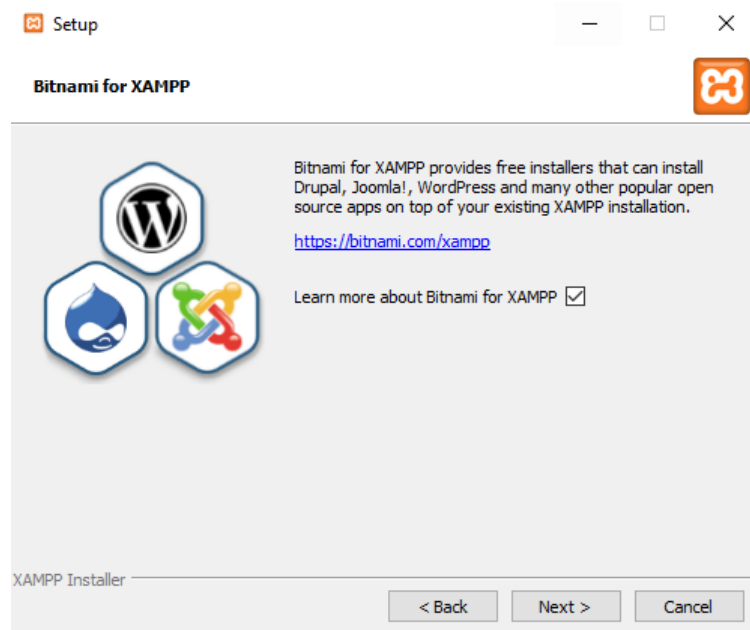 Setup
Bitnami for XAMPP
Bitnami for XAMPP provides free installers that can install
Drupal, Joomla!, WordPress and many other popular open
source apps on top of your existing XAMPP installation.
https://bitnami.com/xampp
Learn more about Bitnami for XAMPP
XAMPP Installer
< Back
Next >
Cancel